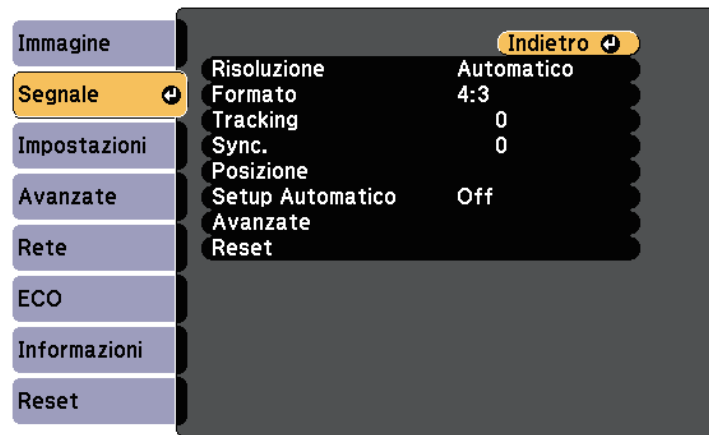 Immagine
Segnale
Impostazioni
Avanzate
Rete
ECO
Informazioni
Reset
Indietro
Risoluzione Automatico
Formato 4:3
Tracking 0
Sync. 0
Posizione
Setup Automatico Off
Avanzate
Reset